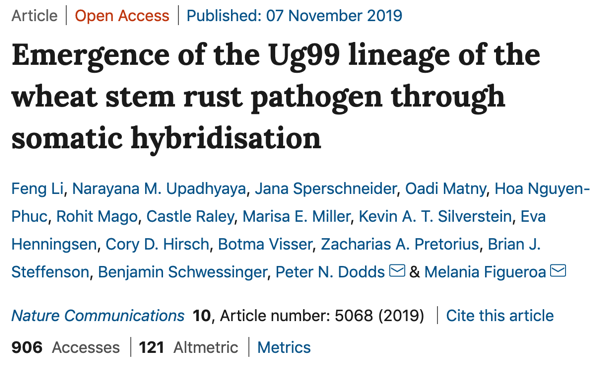 Article | Open Access | Published: 07 November 2019
Emergence of the Ug99 lineage of the
wheat stem rust pathogen through
somatic hybridisation
Feng Li, Narayana M. Upadhyaya, Jana Sperschneider, Oadi Matny, Hoa Nguyen-
Phuc, Rohit Mago, Castle Raley, Marisa E. Miller, Kevin A. T. Silverstein, Eva
Henningsen, Cory D. Hirsch, Botma Visser, Zacharias A. Pretorius, Brian J.
Steffenson, Benjamin Schwessinger, Peter N. Dodds & Melania Figueroa
Nature Communications 10, Article number: 5068 (2019) | Cite this article
906 Accesses | 121 Altmetric | Metrics